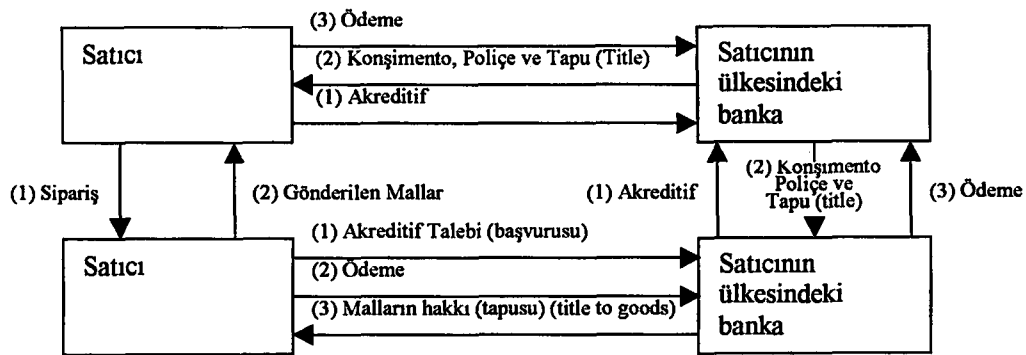 (3) Ödeme
Satıcı
(2) Konşimento, Poliçe ve Tapu (Title)
(1) Akreditif
Satıcının
ülkesindeki
banka
(1) Sipariş
(2) Gönderilen Mallar
(1) Akreditif
(2) Konşimento
Poliçe ve
Tapu (title)
(3) Ödeme
(1) Akreditif Talebi (başvurusu)
Satıcı
(2) Ödeme
(3) Malların hakkı (tapusu) (title to goods)
Satıcının
ülkesindeki
banka